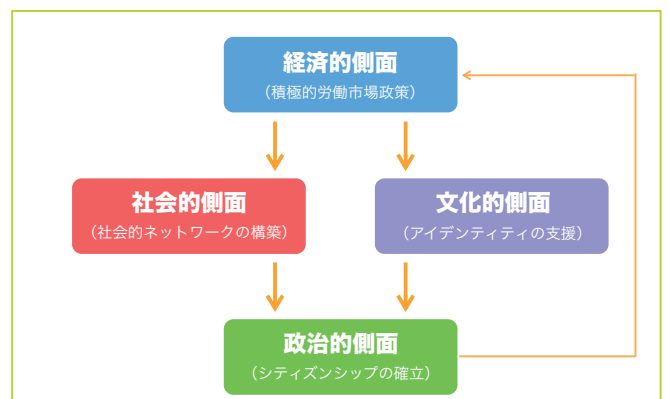 経済的側面
（積極的労働市場政策）
社会的側面
（社会的ネットワークの構築）
文化的側面
（アイデンティティの支援）
政治的側面
（シティズンシップの確立）